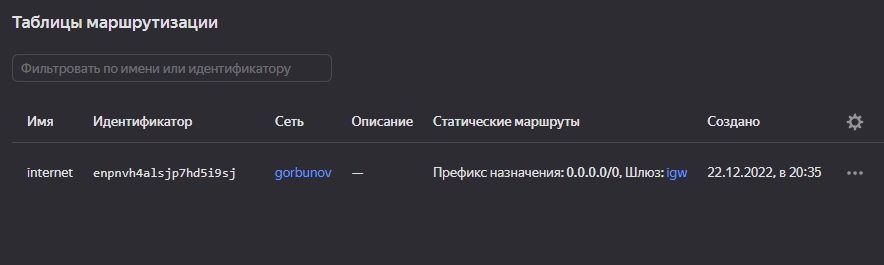 Таблицы маршрутизации
Фильтровать по имени или идентификатору
Имя Идентификатор Сеть Описание Статические маршруты Создано
internet enpnvh4alsjp7hd5i9sj gorbunov — Префикс назначения: 0.0.0.0/0, Шлюз: igw 22.12.2022, в 20:35